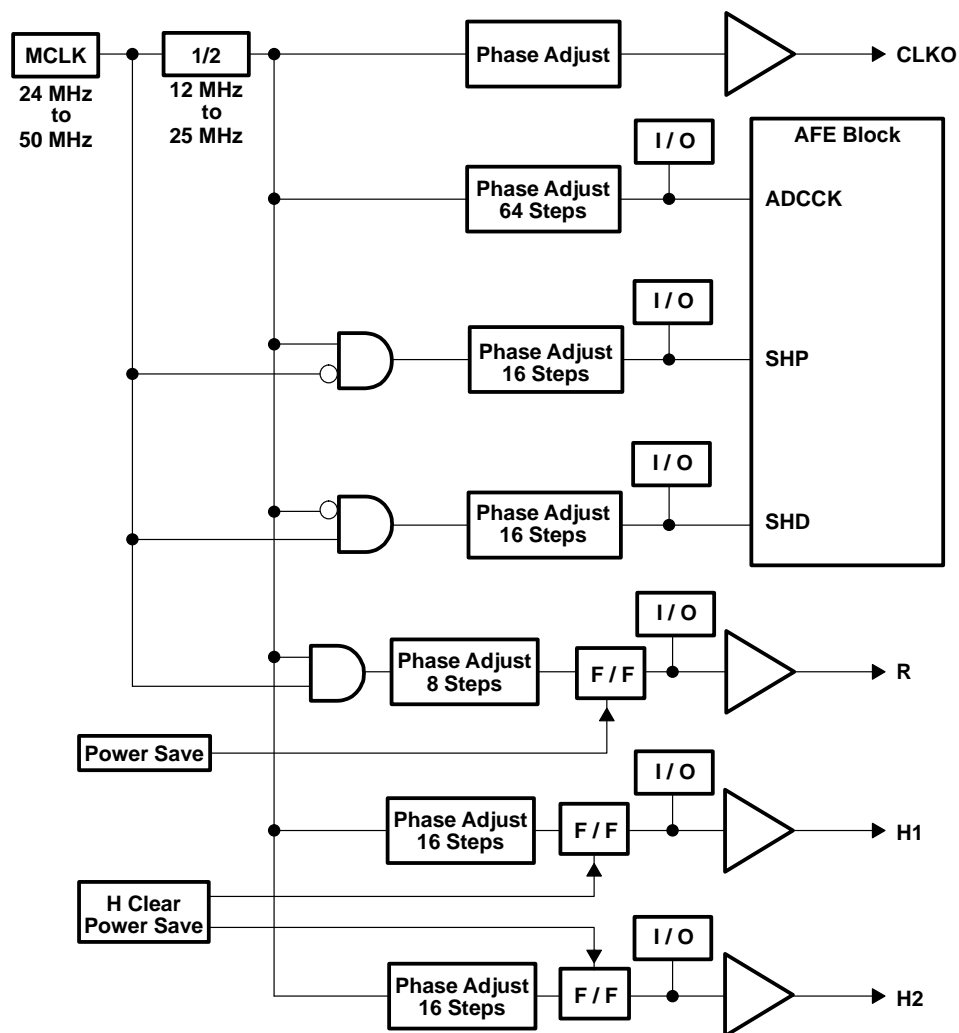 MCLK
24 MHz
to
50 MHz
1/2
12 MHz
to
25 MHz
Phase Adjust
CLKO
AFE Block
I / O
Phase Adjust
64 Steps
ADCCK
I / O
Phase Adjust
16 Steps
SHP
I / O
Phase Adjust
16 Steps
SHD
I / O
Phase Adjust
8 Steps
F / F
R
Power Save
I / O
Phase Adjust
16 Steps
F / F
H1
H Clear
Power Save
I / O
Phase Adjust
16 Steps
F / F
H2